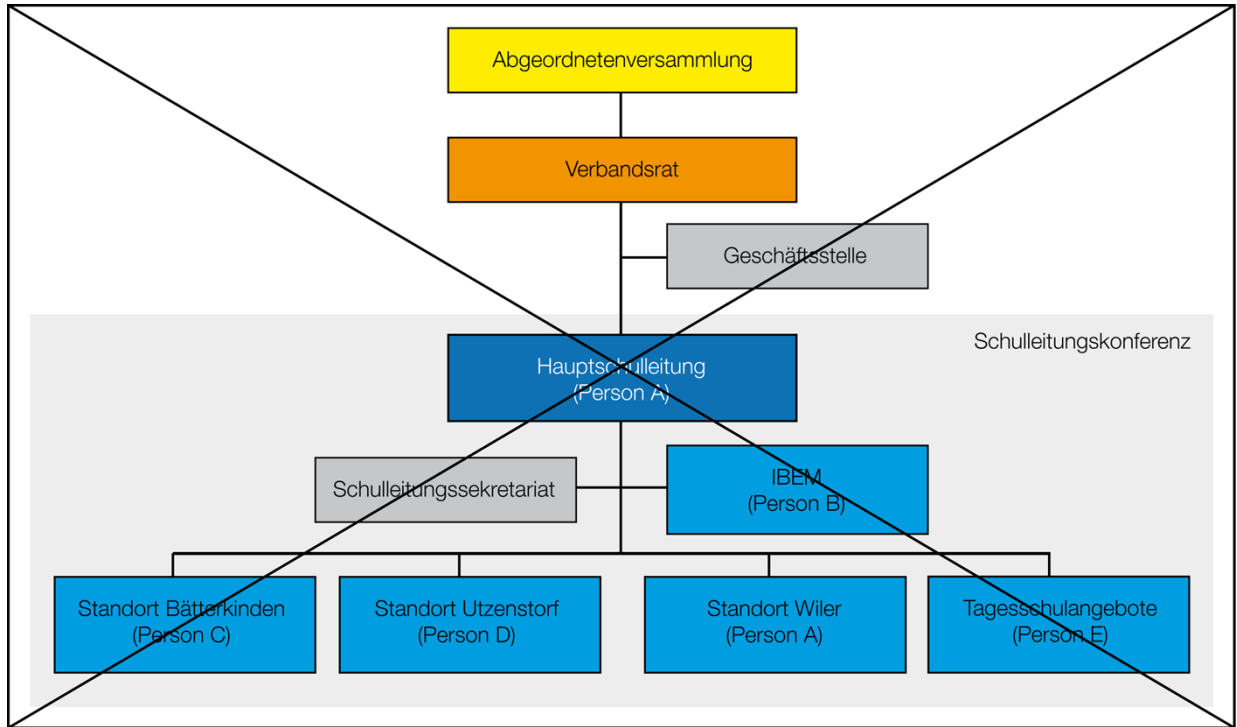 Abgeordnetenversammlung
Verbandsrat
Geschäftsstelle
Schulleitungskonferenz
Hauptschulleitung
(Person A)
Schulleitungssekretariat
IBEM
(Person B)
Standort Bätterkinden
(Person C)
Standort Utzenstorf
(Person D)
Standort Wiler
(Person A)
Tagesschulangebote
(Person E)